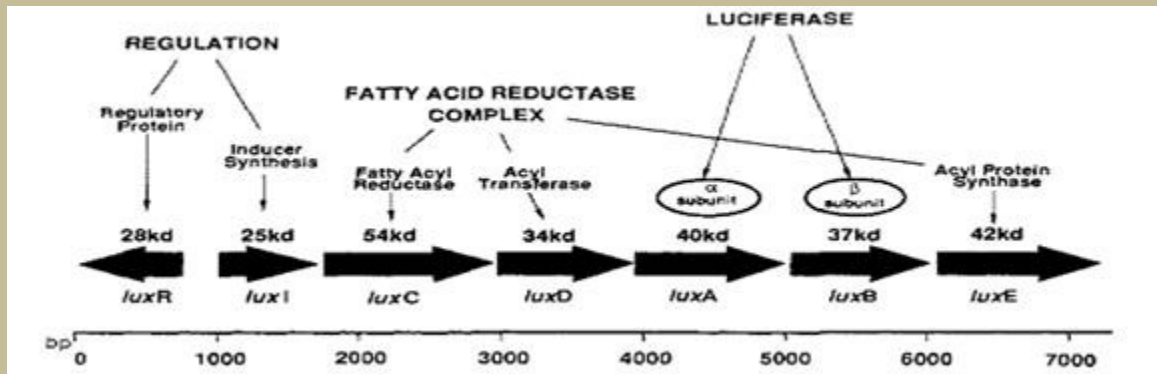 LUCIFERASE
REGULATION
FATTY ACID REDUCTASE
COMPLEX
Regulatory
Protein
Inducer
Synthesis
Fatty Acyl
Reductase
Acyl
Transferase
α
subunit
β
subunit
Acyl Protein
Synthase
28kd 25kd 54kd 34kd 40kd 37kd 42kd
luxR luxI luxC luxD luxA luxB luxE
bp
0 1000 2000 3000 4000 5000 6000 7000